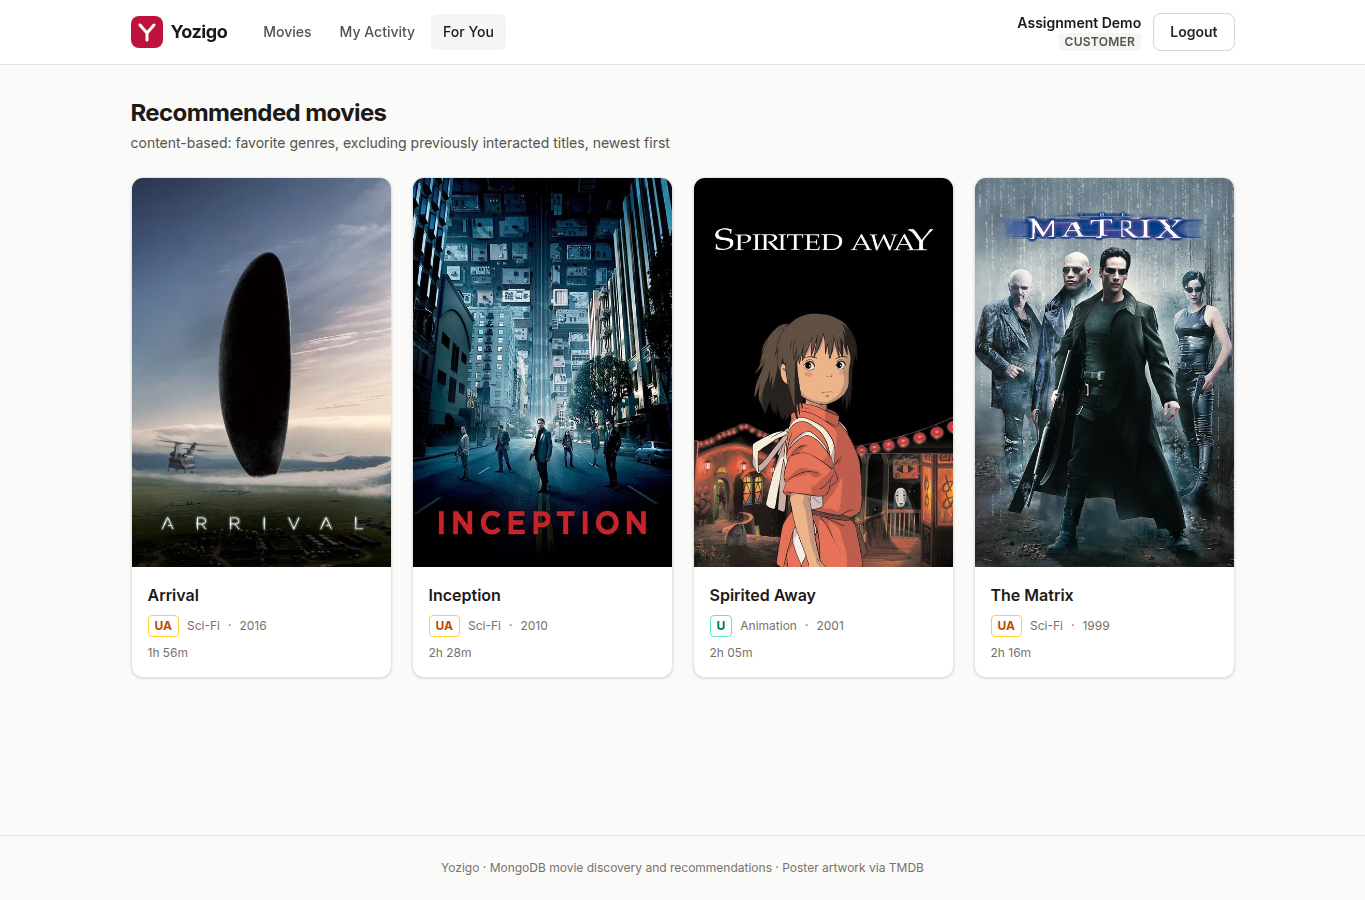 Y Yozigo Movies My Activity For You Assignment Demo
CUSTOMER Logout
Recommended movies
content-based: favorite genres, excluding previously interacted titles, newest first
ARRIVAL
INCEPTION
SPIRITED AWAY
THE
MATRIX
Arrival
UA Sci-Fi · 2016
1h 56m
Inception
UA Sci-Fi · 2010
2h 28m
Spirited Away
U Animation · 2001
2h 05m
The Matrix
UA Sci-Fi · 1999
2h 16m
Yozigo · MongoDB movie discovery and recommendations · Poster artwork via TMDB